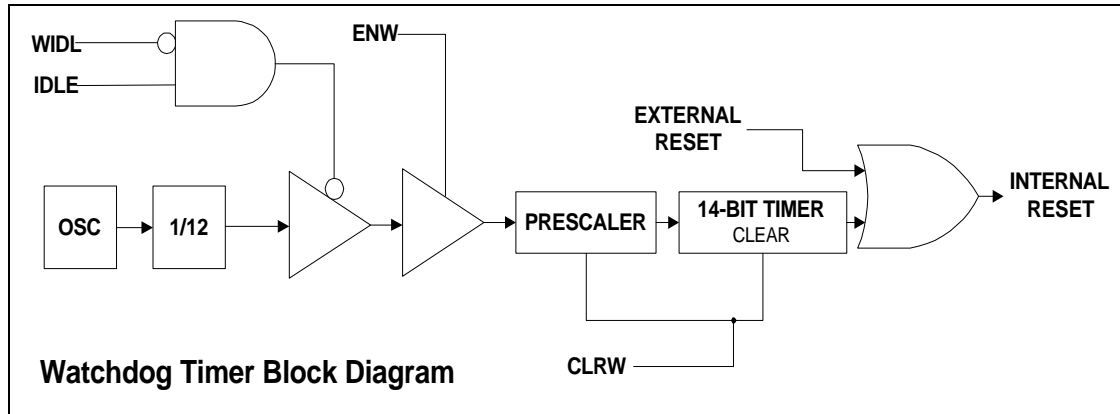 WIDL
IDLE
ENW
EXTERNAL
RESET
OSC
1/12
PRESCALER
14-BIT TIMER
CLEAR
INTERNAL
RESET
CLRW
Watchdog Timer Block Diagram